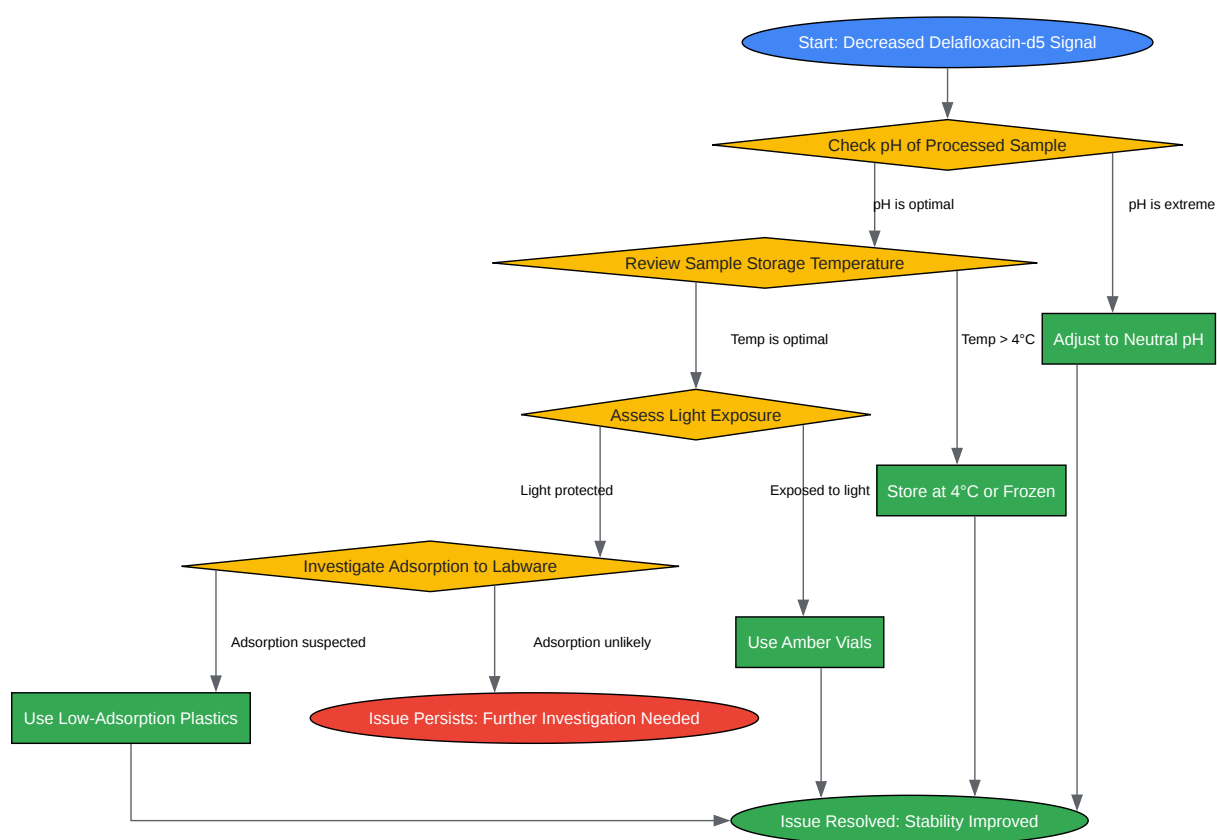 Start: Decreased Delafloxacin-d5 Signal
Check pH of Processed Sample
pH is optimal
pH is extreme
Review Sample Storage Temperature
Temp is optimal
Temp > 4°C
Adjust to Neutral pH
Assess Light Exposure
Light protected
Exposed to light
Store at 4°C or Frozen
Investigate Adsorption to Labware
Adsorption suspected
Adsorption unlikely
Use Amber Vials
Use Low-Adsorption Plastics
Issue Persists: Further Investigation Needed
Issue Resolved: Stability Improved